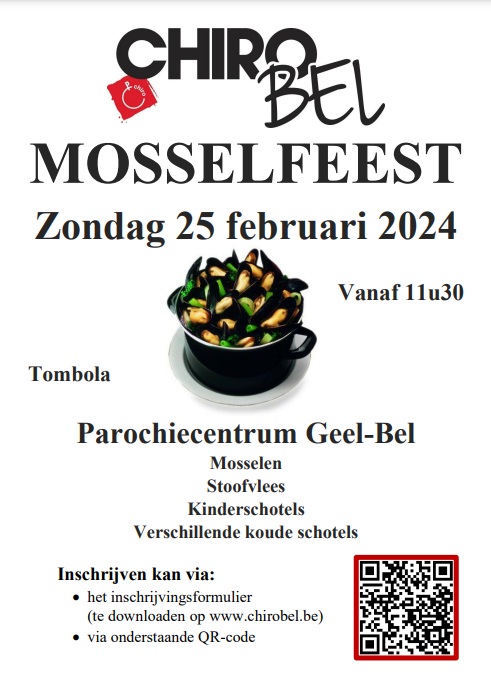 CHIRO
chiro
BEL
MOSSELFEEST
Zondag 25 februari 2024
Vanaf 11u30
Tombola
Parochiecentrum Geel-Bel
Mosselen
Stoofvlees
Kinderschotels
Verschillende koude schotels
Inschrijven kan via:
• het inschrijvingsformulier
(te downloaden op www.chirobel.be)
• via onderstaande QR-code